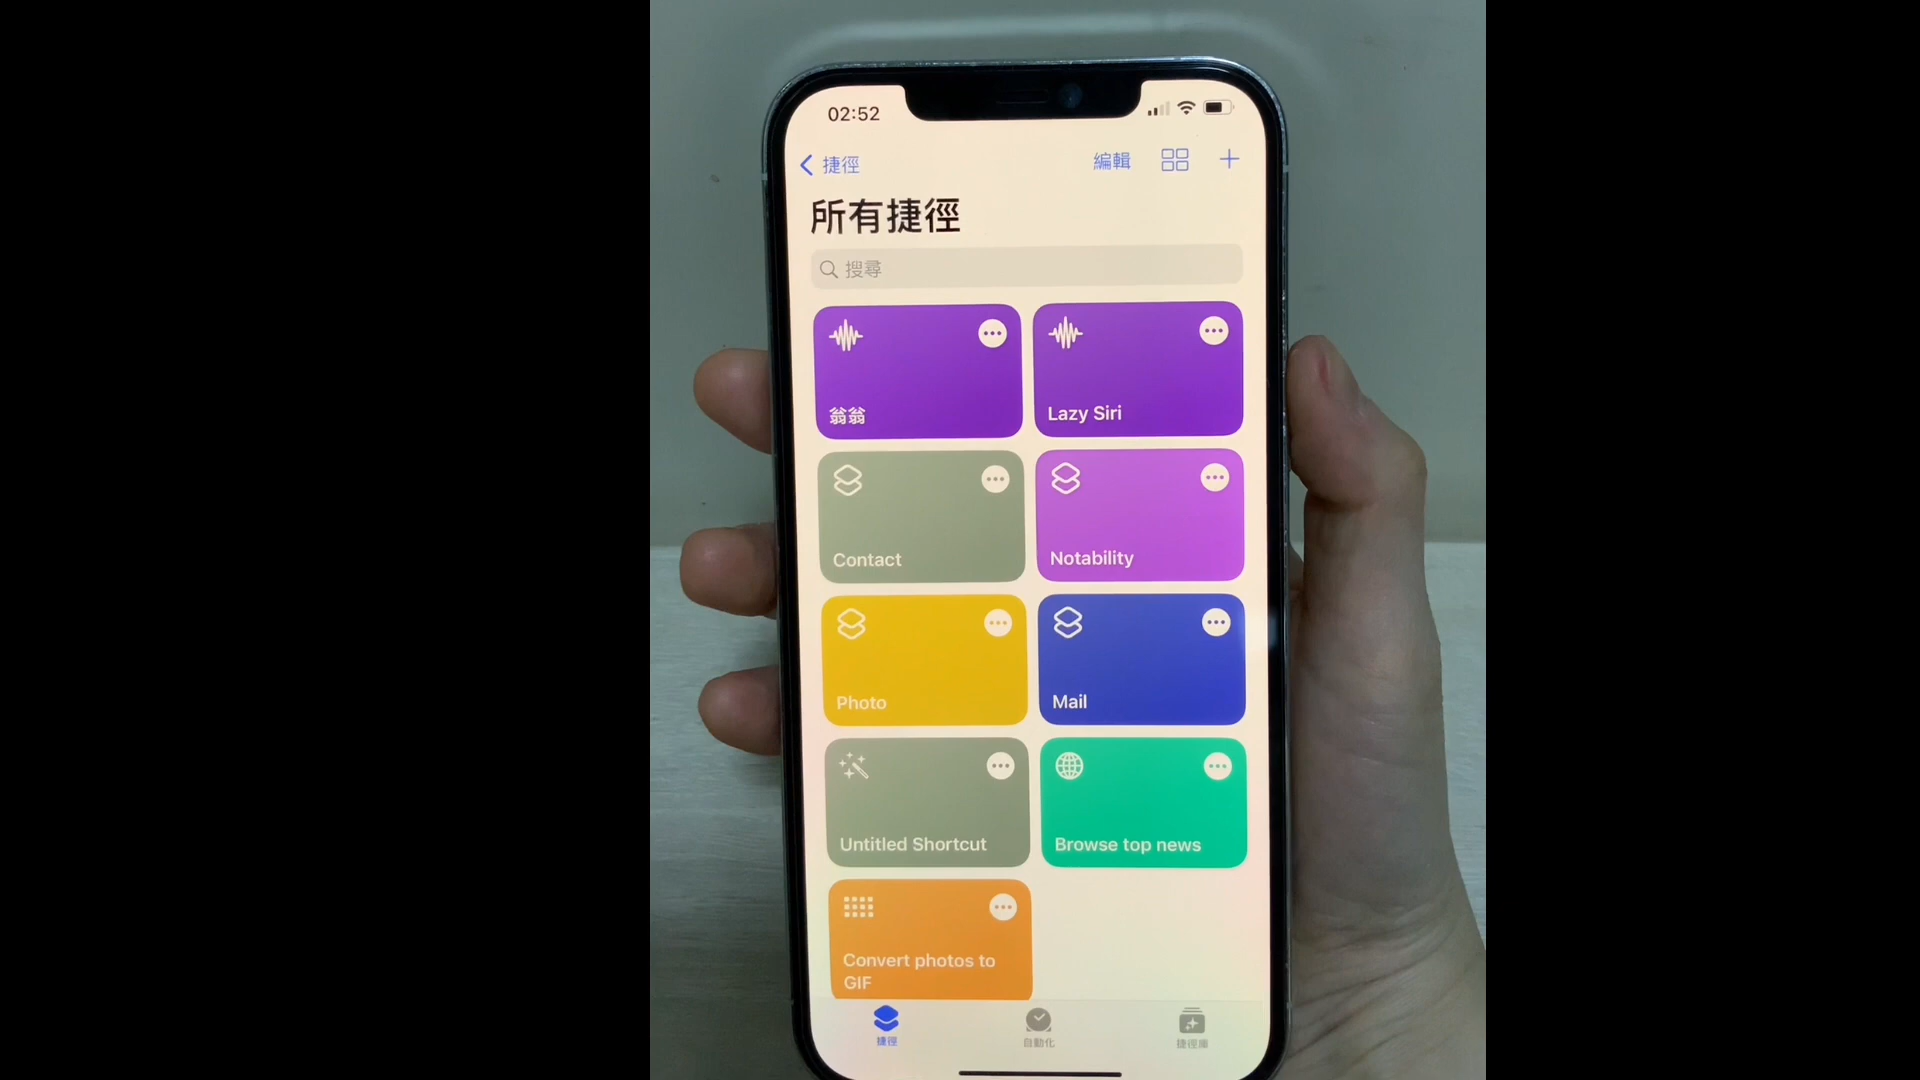 02:52
捷徑
編輯
所有捷徑
搜尋
翁翁
Lazy Siri
Contact
Notability
Photo
Mail
Untitled Shortcut
Browse top news
Convert photos to
GIF
捷徑
自動化
捷徑庫